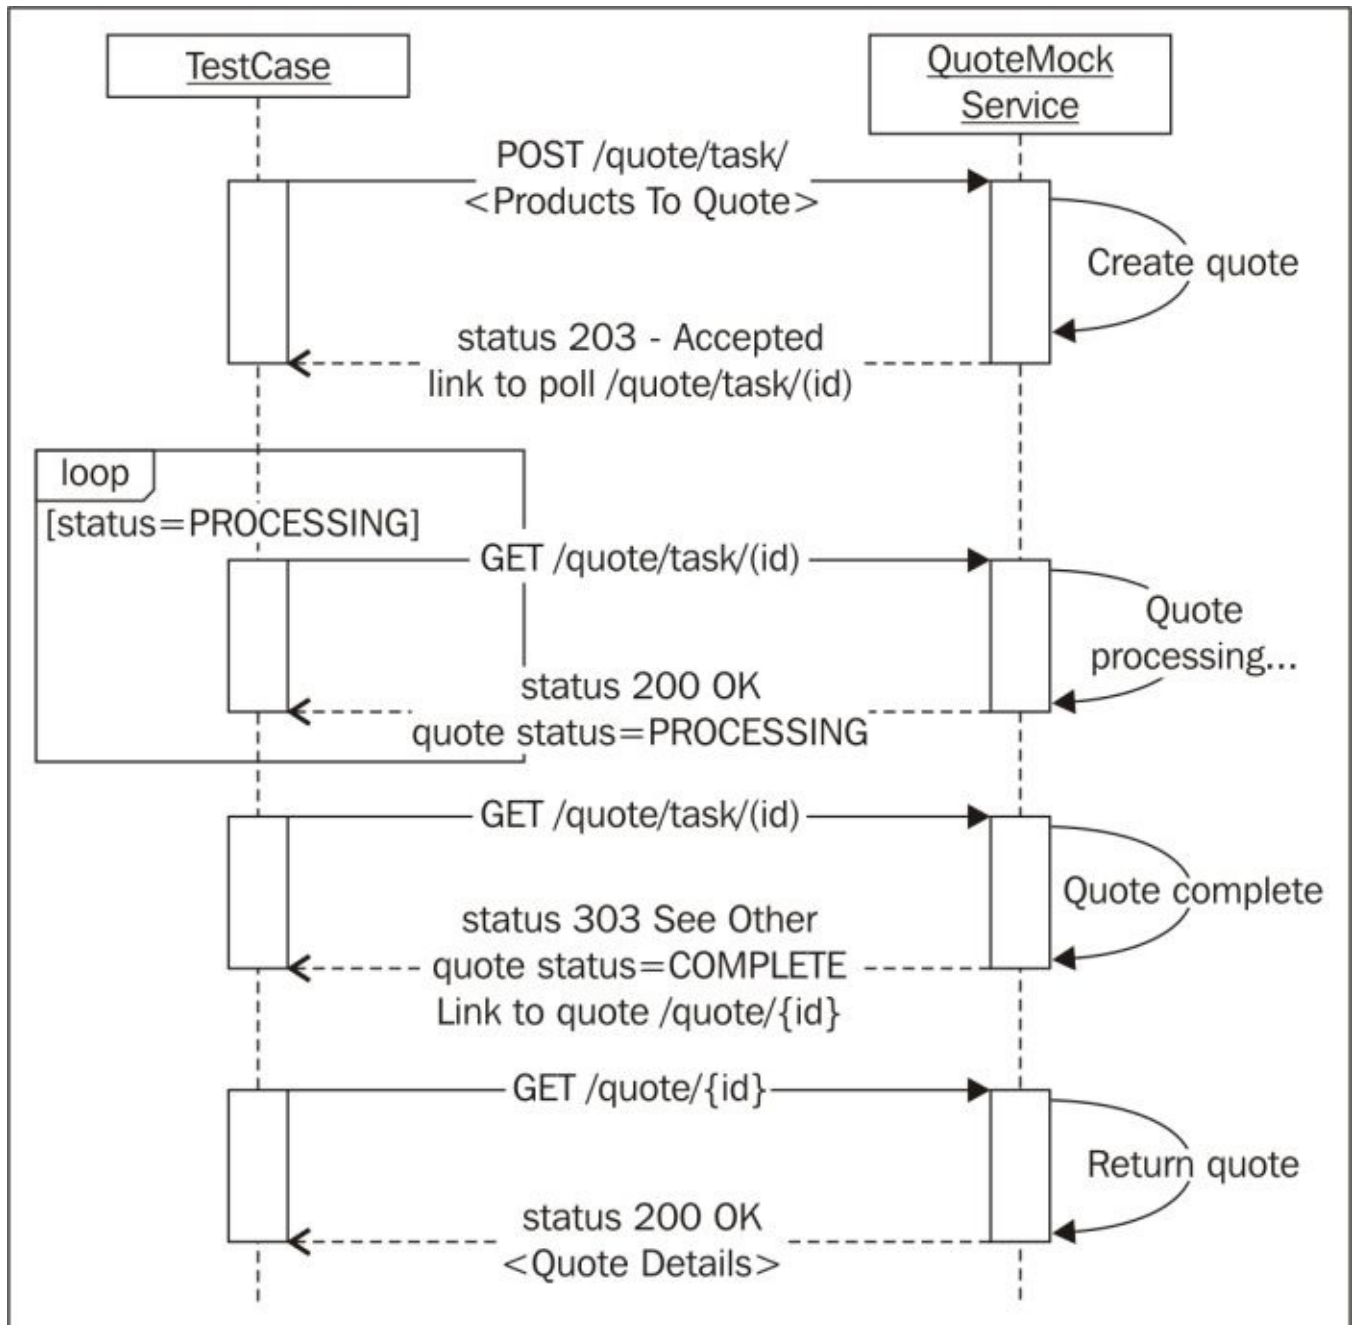 TestCase
QuoteMock
Service
POST /quote/task/
<Products To Quote>
Create quote
status 203 - Accepted
link to poll /quote/task/(id)
loop
[status=PROCESSING]
GET /quote/task/(id)
Quote
processing...
status 200 OK
quote status=PROCESSING
GET /quote/task/(id)
Quote complete
status 303 See Other
quote status=COMPLETE
Link to quote /quote/{id}
GET /quote/{id}
Return quote
status 200 OK
<Quote Details>